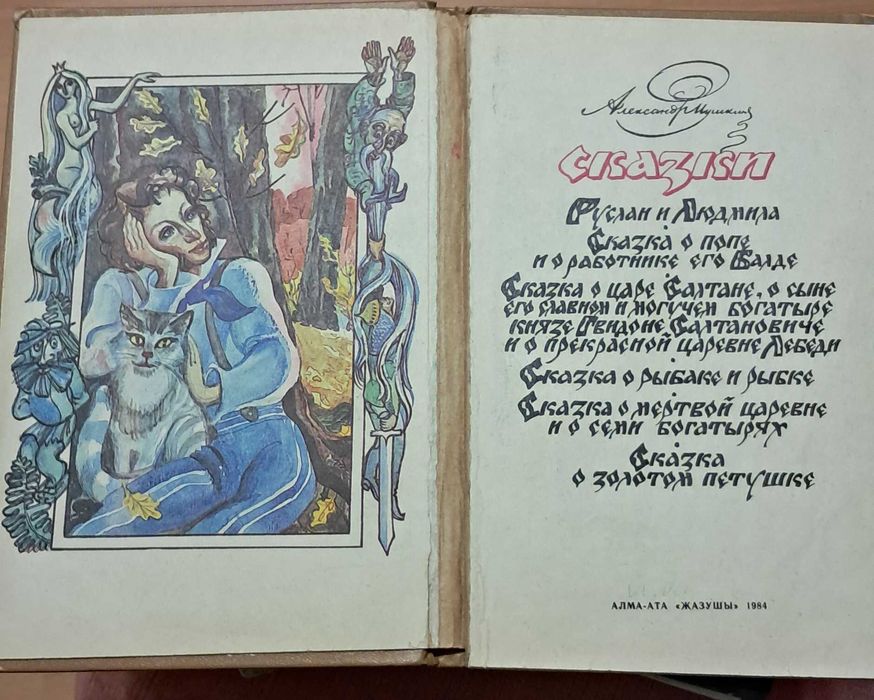 Александр Пушкин
Сказки
Руслан и Людмила
Сказка о попе
и о работнике его Балде
Сказка о царе Салтане, о сыне
его славном и могучем богатыре
князе Гвидоне Салтановиче
и о прекрасной царевне Лебеди
Сказка о рыбаке и рыбке
Сказка о мертвой царевне
и о семи богатырях
Сказка
о золотом петушке
АЛМА-АТА «ЖАЗУШЫ» 1984